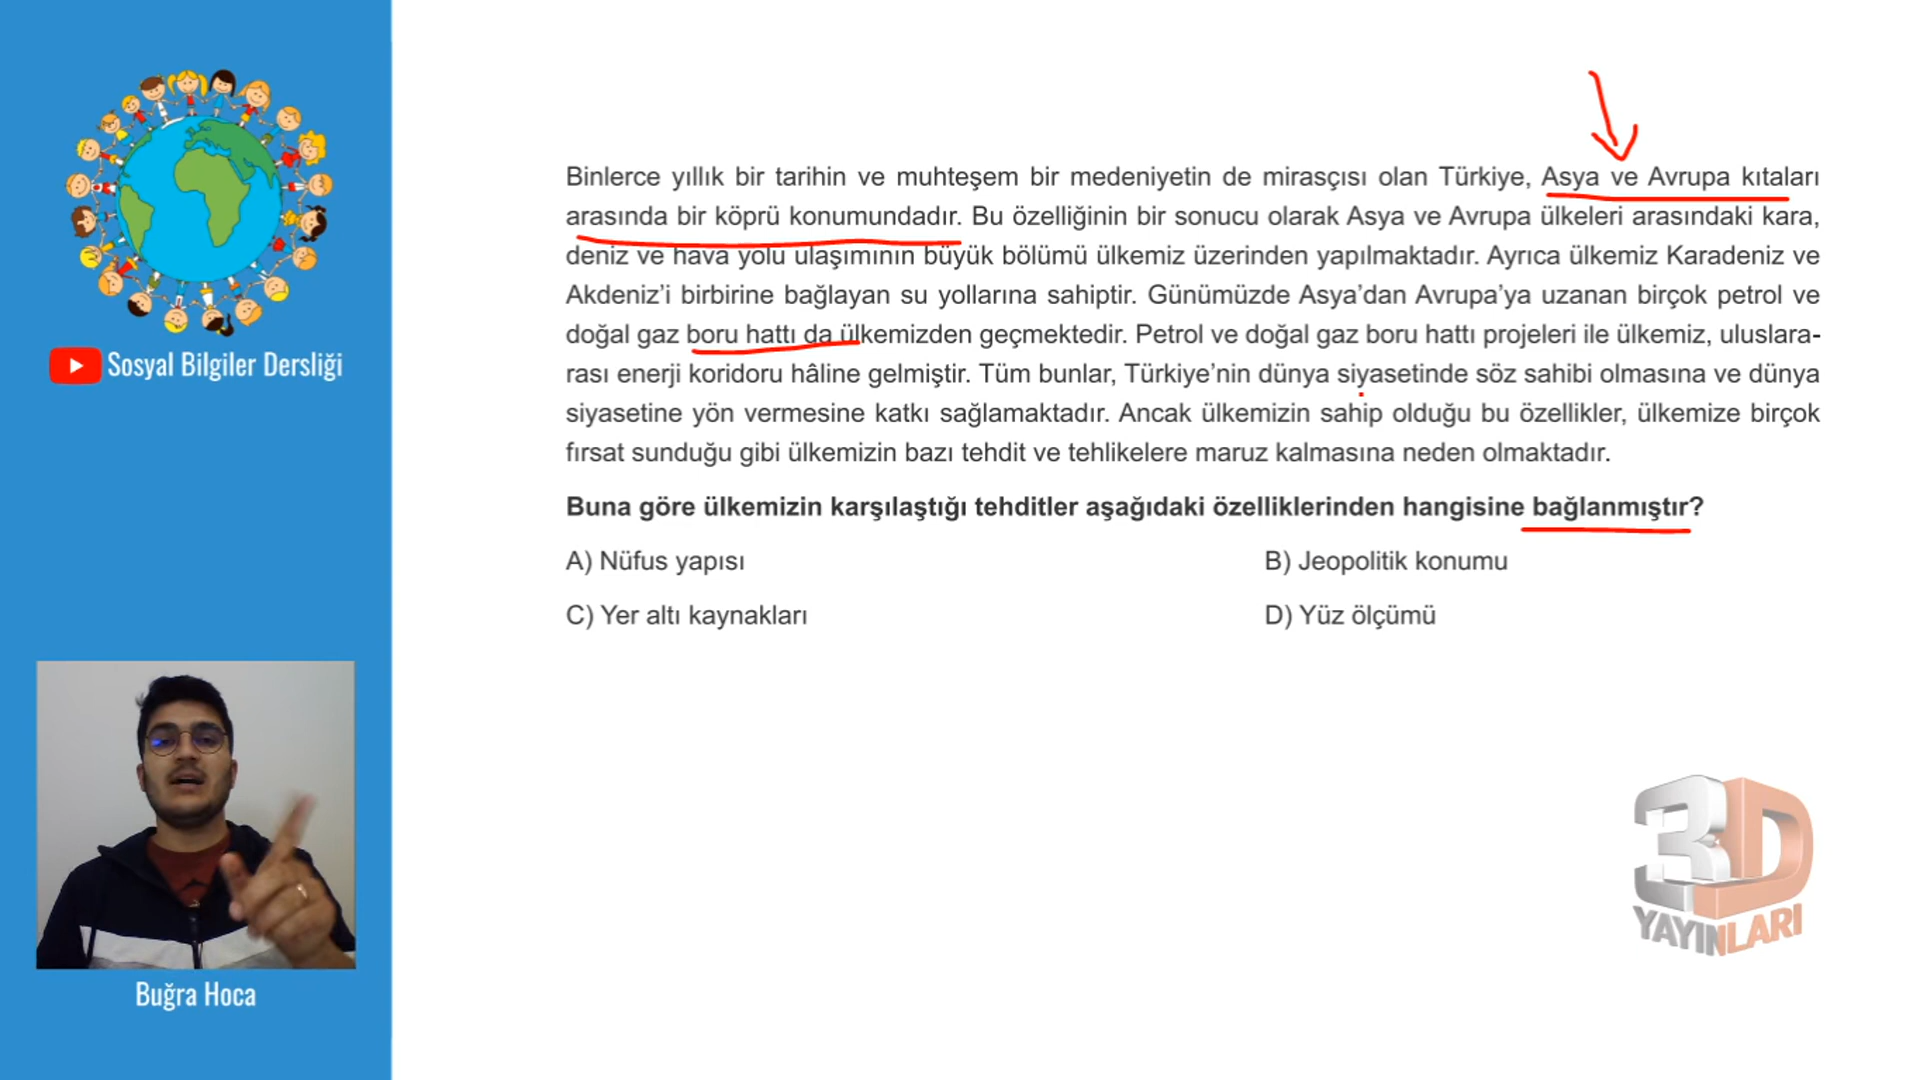 Binlerce yıllık bir tarihin ve muhteşem bir medeniyetin de mirasçısı olan Türkiye, Asya ve Avrupa kıtaları
arasında bir köprü konumundadır. Bu özelliğinin bir sonucu olarak Asya ve Avrupa ülkeleri arasındaki kara,
deniz ve hava yolu ulaşımının büyük bölümü ülkemiz üzerinden yapılmaktadır. Ayrıca ülkemiz Karadeniz ve
Akdeniz’i birbirine bağlayan su yollarına sahiptir. Günümüzde Asya’dan Avrupa’ya uzanan birçok petrol ve
doğal gaz boru hattı da ülkemizden geçmektedir. Petrol ve doğal gaz boru hattı projeleri ile ülkemiz, uluslara-
rası enerji koridoru hâline gelmiştir. Tüm bunlar, Türkiye’nin dünya siyasetinde söz sahibi olmasına ve dünya
siyasetine yön vermesine katkı sağlamaktadır. Ancak ülkemizin sahip olduğu bu özellikler, ülkemize birçok
fırsat sunduğu gibi ülkemizin bazı tehdit ve tehlikelere maruz kalmasına neden olmaktadır.
Buna göre ülkemizin karşılaştığı tehditler aşağıdaki özelliklerinden hangisine bağlanmıştır?
A) Nüfus yapısı
B) Jeopolitik konumu
C) Yer altı kaynakları
D) Yüz ölçümü
Sosyal Bilgiler Dersliği
Buğra Hoca
3D
YAYINLARI